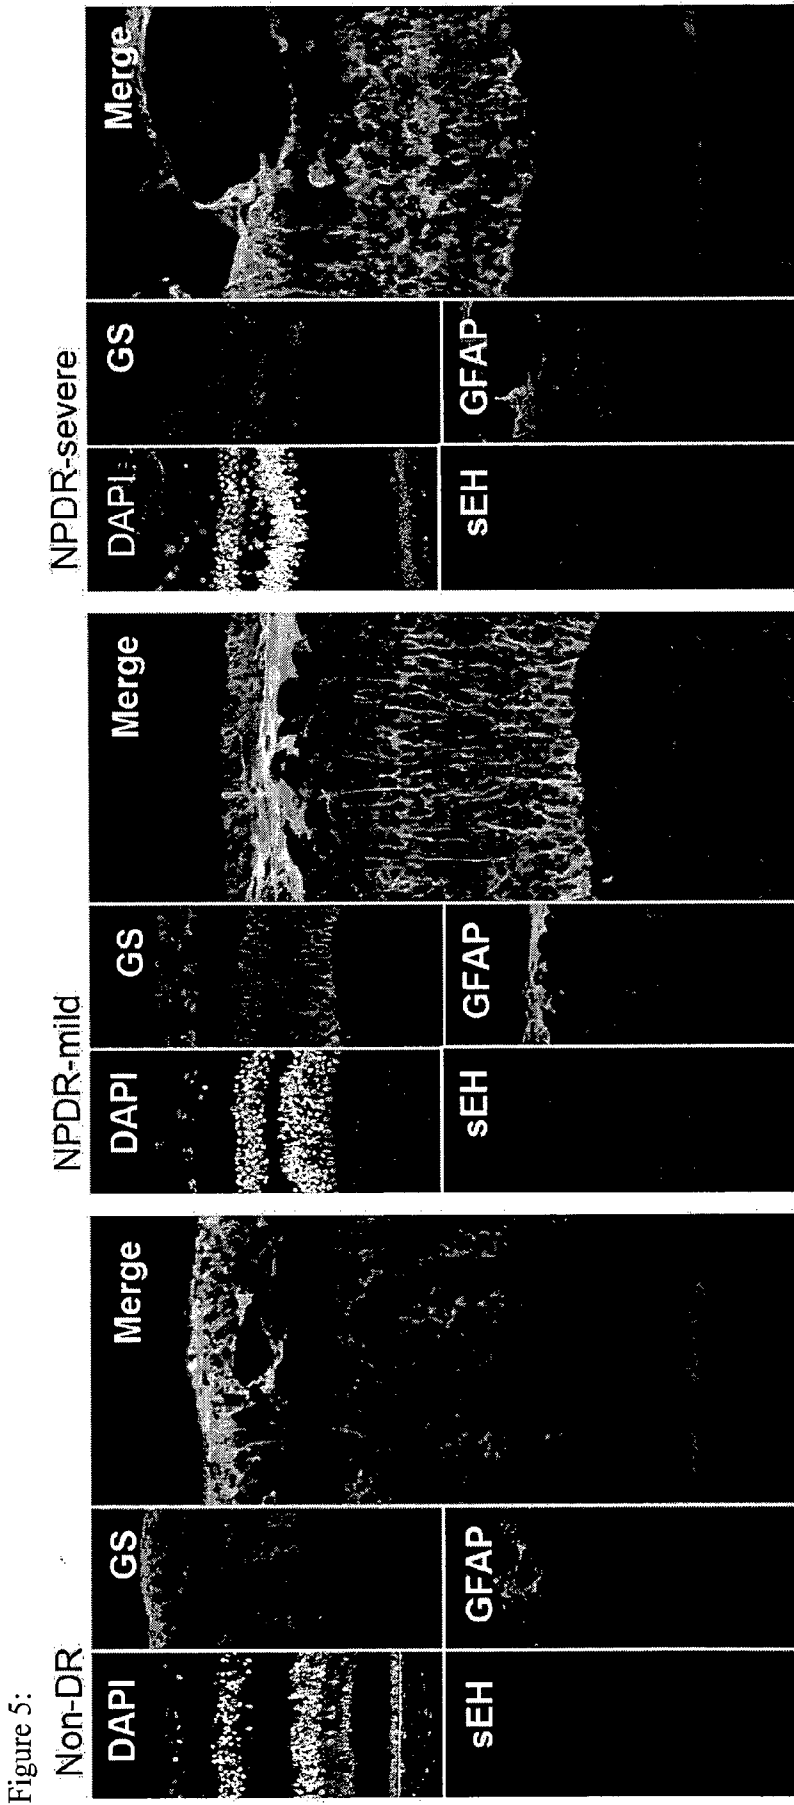 Figure 5:
Non-DR
DAPI
GS
Merge
sEH
GFAP
NPDR-mild
DAPI
GS
Merge
sEH
GFAP
NPDR-severe
DAPI
GS
Merge
sEH
GFAP